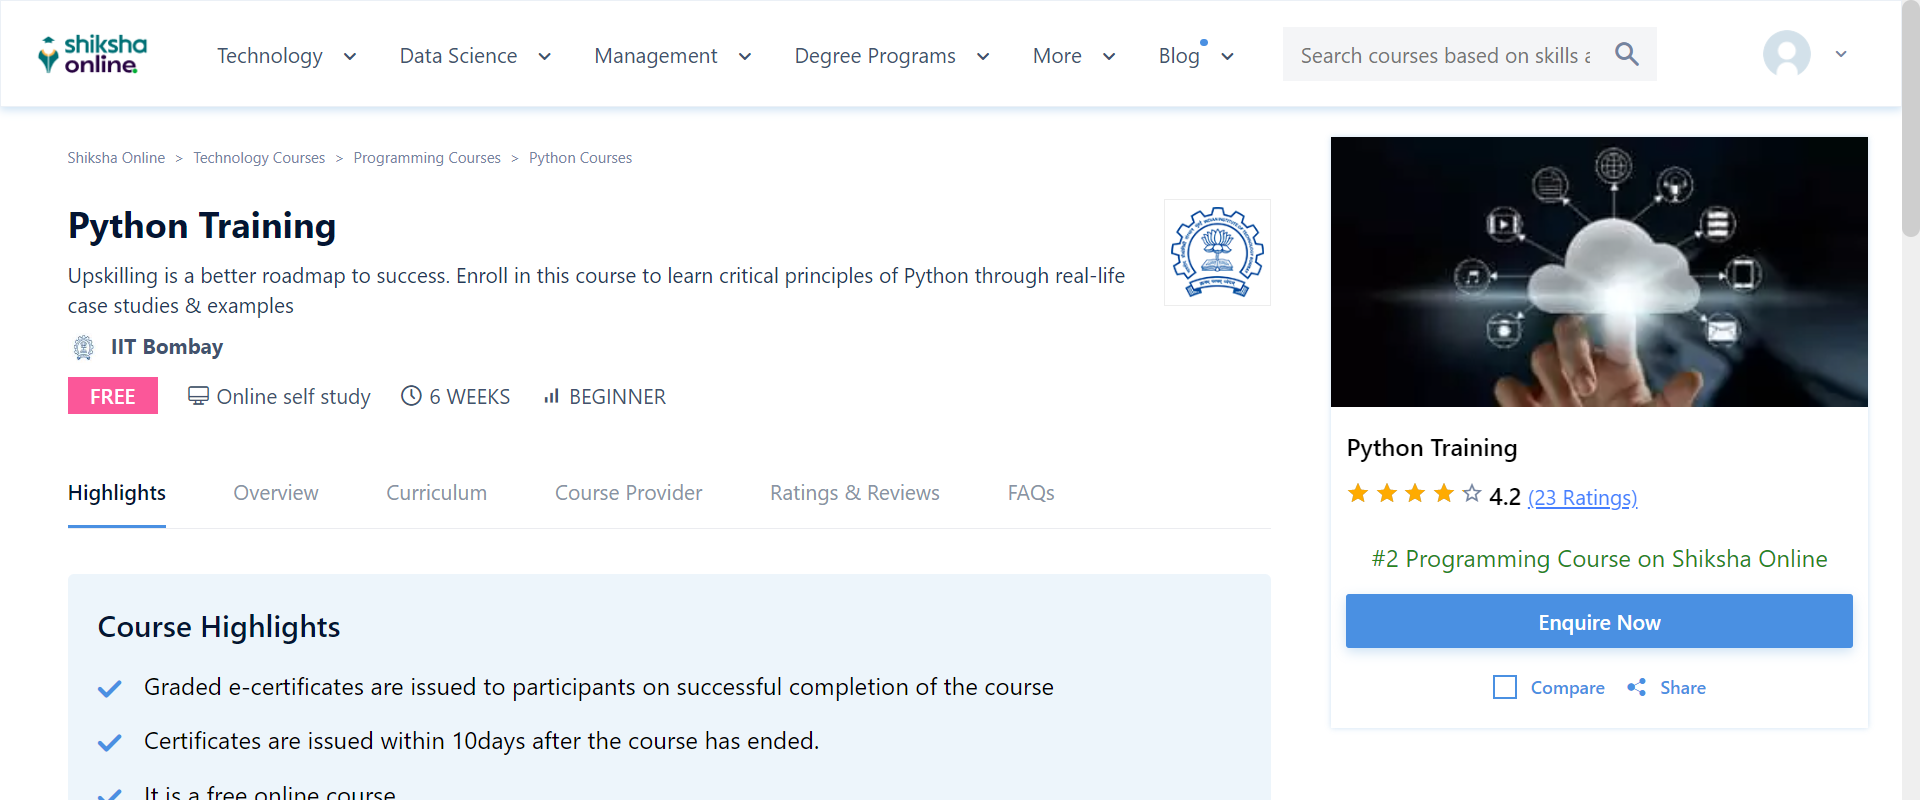 shiksha
online
Technology
Data Science
Management
Degree Programs
More
Blog
Search courses based on skills a
Shiksha Online > Technology Courses > Programming Courses > Python Courses
Python Training
Upskilling is a better roadmap to success. Enroll in this course to learn critical principles of Python through real-life
case studies & examples
IIT Bombay
FREE
Online self study
6 WEEKS
BEGINNER
Highlights
Overview
Curriculum
Course Provider
Ratings & Reviews
FAQs
Course Highlights
Graded e-certificates are issued to participants on successful completion of the course
Certificates are issued within 10days after the course has ended.
It is a free online course
Python Training
4.2 (23 Ratings)
#2 Programming Course on Shiksha Online
Enquire Now
Compare
Share